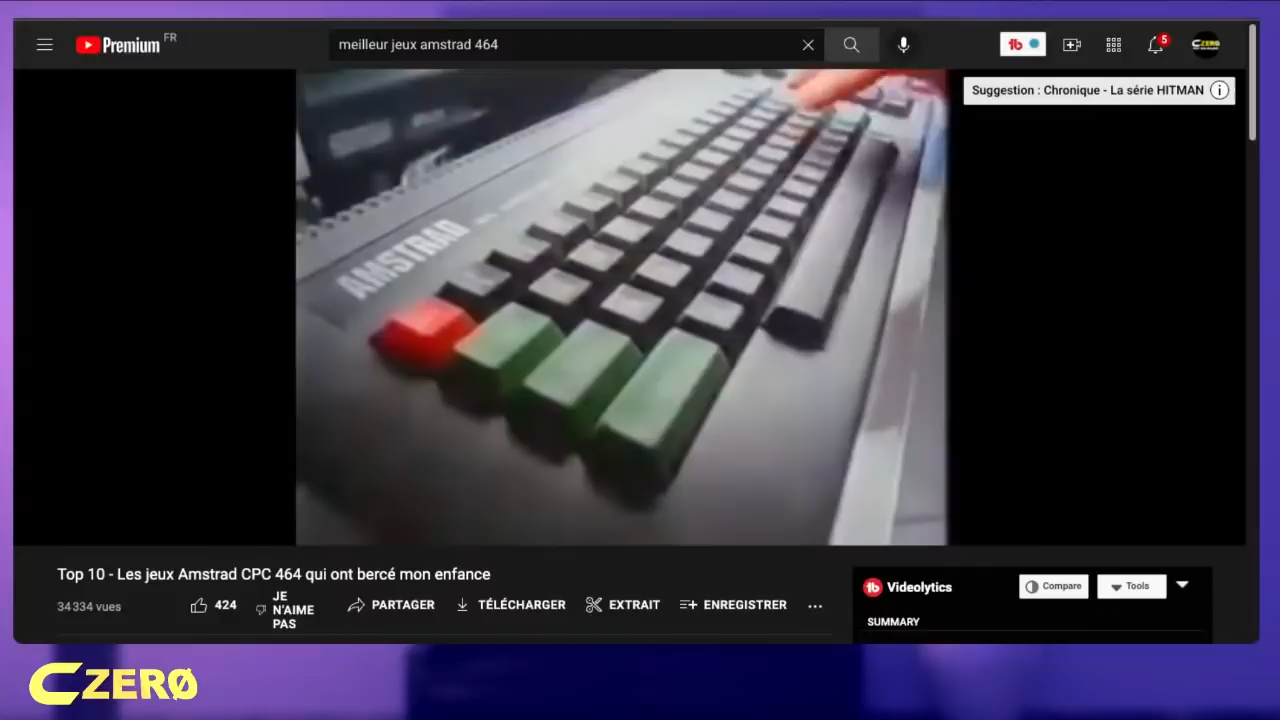 Premium FR
meilleur jeux amstrad 464
5
CZERØ
Suggestion : Chronique - La série HITMAN
AMSTRAD
Top 10 - Les jeux Amstrad CPC 464 qui ont bercé mon enfance
34 334 vues
424
JE
N'AIME
PAS
PARTAGER
TÉLÉCHARGER
EXTRAIT
ENREGISTRER
Videolytics
Compare
Tools
SUMMARY
CZERØ